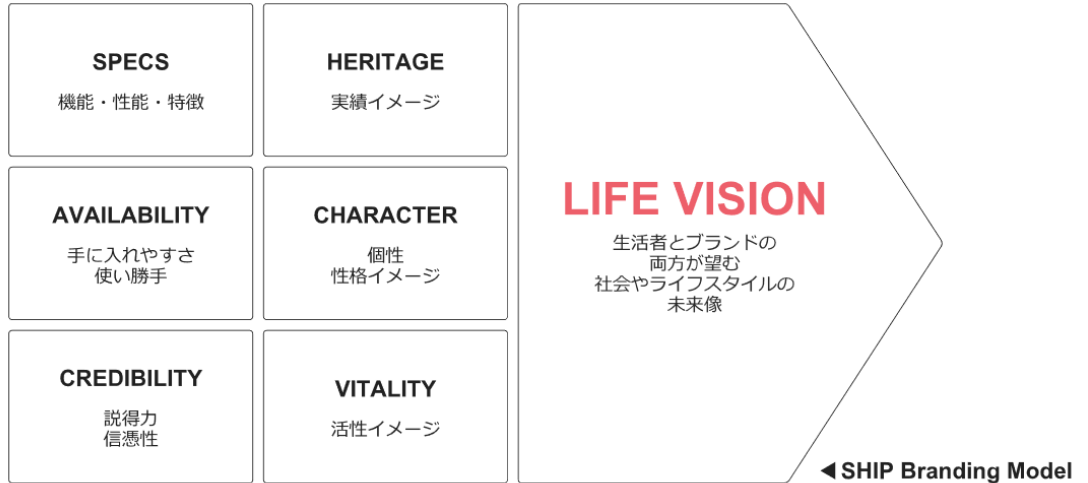 SPECS
機能・性能・特徴
HERITAGE
実績イメージ
AVAILABILITY
手に入れやすさ
使い勝手
CHARACTER
個性
性格イメージ
CREDIBILITY
説得力
信憑性
VITALITY
活性イメージ
LIFE VISION
生活者とブランドの
両方が望む
社会やライフスタイルの
未来像
◀ SHIP Branding Model